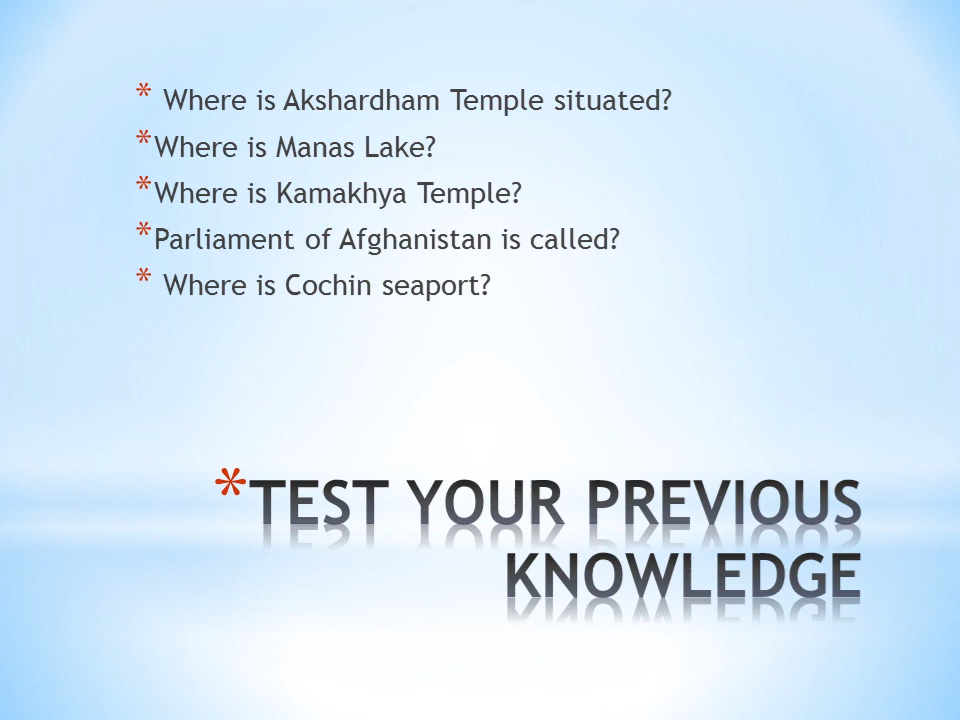 * Where is Akshardham Temple situated?
*Where is Manas Lake?
*Where is Kamakhya Temple?
*Parliament of Afghanistan is called?
* Where is Cochin seaport?
*TEST YOUR PREVIOUS
KNOWLEDGE